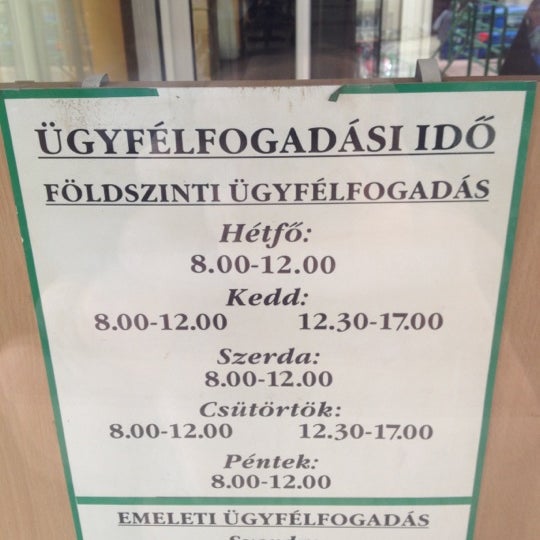 ÜGYFÉLFOGADÁSI IDŐ
FÖLDSZINTI ÜGYFÉLFOGADÁS
Hétfő:
8.00-12.00
Kedd:
8.00-12.00 12.30-17.00
Szerda:
8.00-12.00
Csütörtök:
8.00-12.00 12.30-17.00
Péntek:
8.00-12.00
EMELETI ÜGYFÉLFOGADÁS